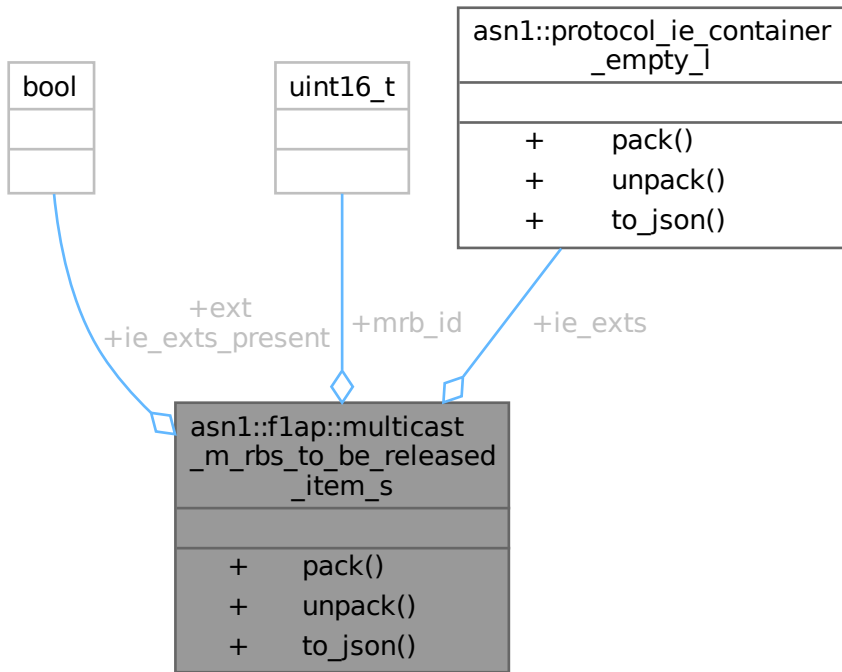 asn1::protocol_ie_container
_empty_l
bool
uint16_t
+ pack()
+ unpack()
+ to_json()
+ext
+ie_exts_present
+mrb_id
+ie_exts
asn1::f1ap::multicast
_m_rbs_to_be_released
_item_s
+ pack()
+ unpack()
+ to_json()